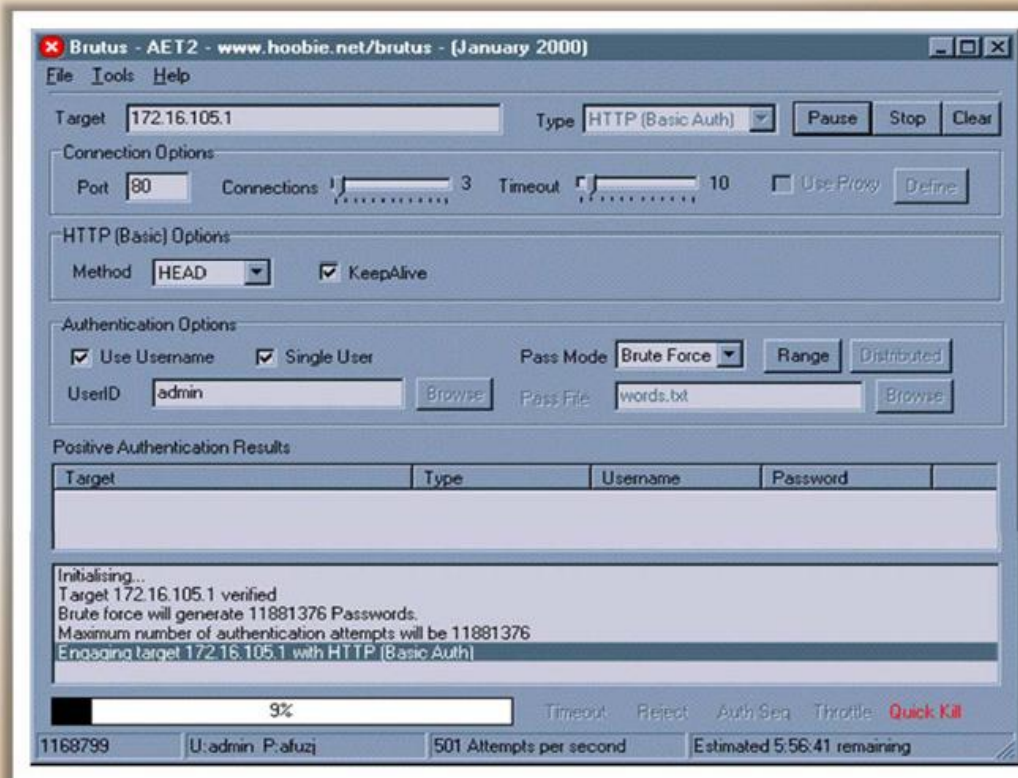 Brutus - AET2 - www.hoobie.net/brutus - (January 2000)
File Tools Help
Target 172.16.105.1 Type HTTP (Basic Auth) Pause Stop Clear
Connection Options
Port 80 Connections 3 Timeout 10 Use Proxy Define
HTTP (Basic) Options
Method HEAD KeepAlive
Authentication Options
Use Username Single User Pass Mode Brute Force Range Distributed
UserID admin Browse Pass File words.txt Browse
Positive Authentication Results
Target Type Username Password
Initialising...
Target 172.16.105.1 verified
Brute force will generate 11881376 Passwords.
Maximum number of authentication attempts will be 11881376
Engaging target 172.16.105.1 with HTTP (Basic Auth)
9% Timeout Reject Auth Seq Throttle Quick Kill
1168799 U:admin P:afuzj 501 Attempts per second Estimated 5:56:41 remaining